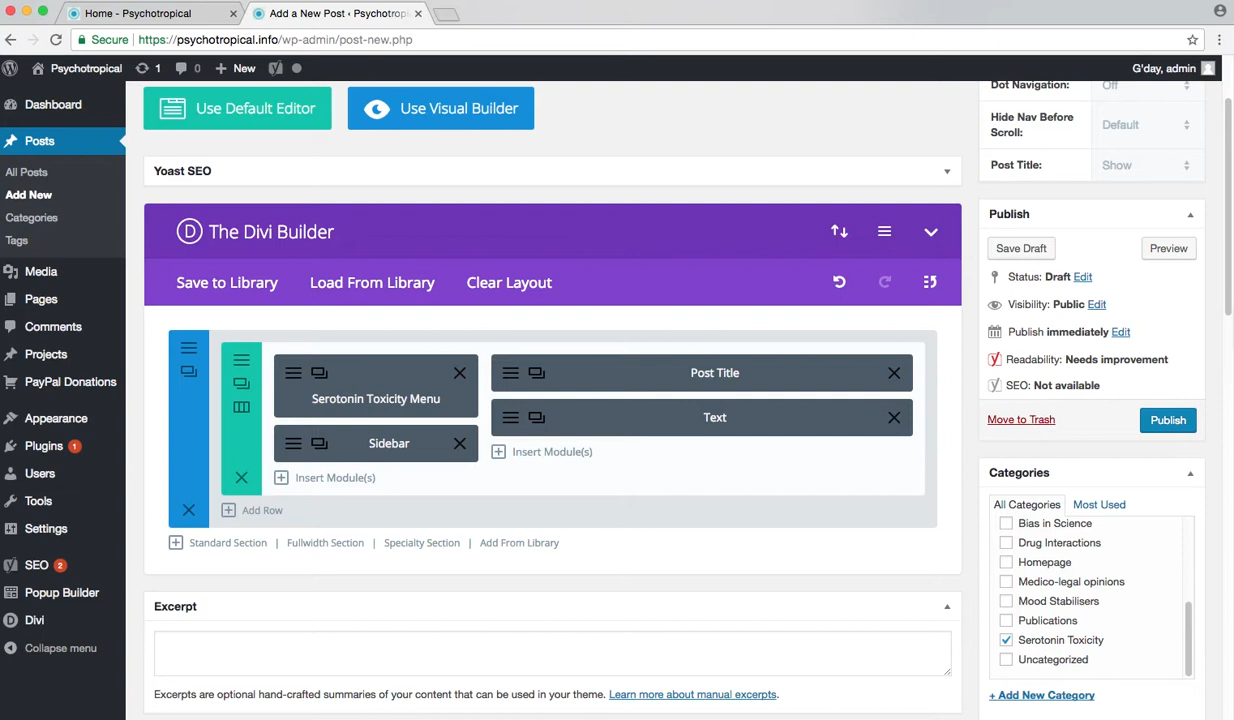 Home - Psychotropical
Add a New Post ‹ Psychotropi
Secure
https://psychotropical.info/wp-admin/post-new.php
Psychotropical
1
0
New
G'day, admin
Dashboard
Posts
All Posts
Add New
Categories
Tags
Media
Pages
Comments
Projects
PayPal Donations
Appearance
Plugins 1
Users
Tools
Settings
SEO 2
Popup Builder
Divi
Collapse menu
Use Default Editor
Use Visual Builder
Yoast SEO
D The Divi Builder
Save to Library
Load From Library
Clear Layout
Serotonin Toxicity Menu
Sidebar
Insert Module(s)
Post Title
Text
Insert Module(s)
Add Row
Standard Section | Fullwidth Section | Specialty Section | Add From Library
Excerpt
Excerpts are optional hand-crafted summaries of your content that can be used in your theme. Learn more about manual excerpts.
Dot Navigation: Off
Hide Nav Before
Scroll:
Default
Post Title: Show
Publish
Save Draft
Preview
Status: Draft Edit
Visibility: Public Edit
Publish immediately Edit
Readability: Needs improvement
SEO: Not available
Move to Trash
Publish
Categories
All Categories
Most Used
Bias in Science
Drug Interactions
Homepage
Medico-legal opinions
Mood Stabilisers
Publications
Serotonin Toxicity
Uncategorized
+ Add New Category